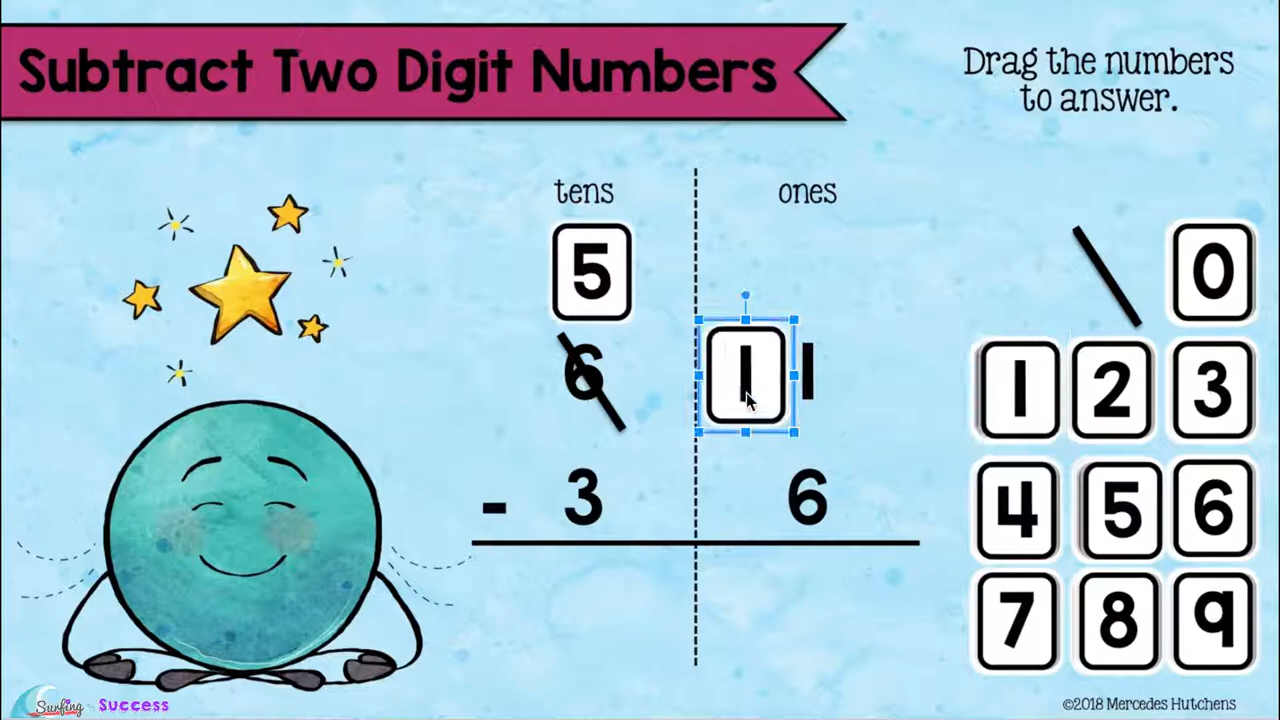 Subtract Two Digit Numbers
Drag the numbers
to answer.
tens ones
5
0
6 1 1
1 2 3
- 3 6
4 5 6
7 8 9
Surfing to Success
©2018 Mercedes Hutchens